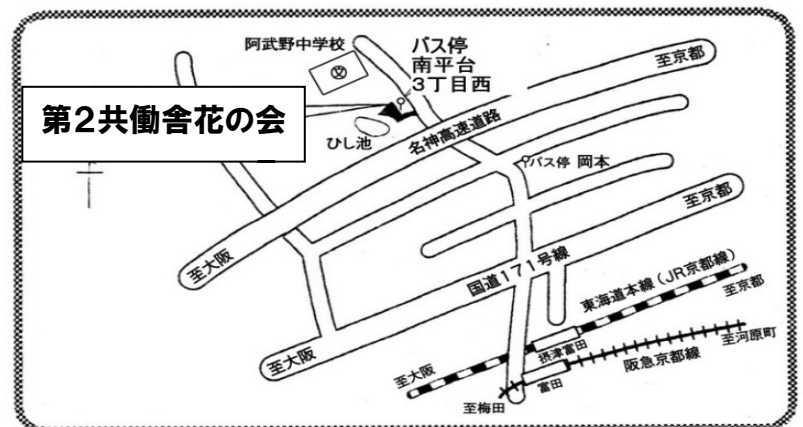 阿武野中学校
バス停
南平台
3丁目西
至京都
第2共働舎花の会
文
ひし池
名神高速道路
バス停 岡本
至京都
至大阪
国道171号線
東海道本線(JR京都線)
至京都
至大阪
摂津富田
至大阪
阪急京都線
至河原町
富田
至梅田